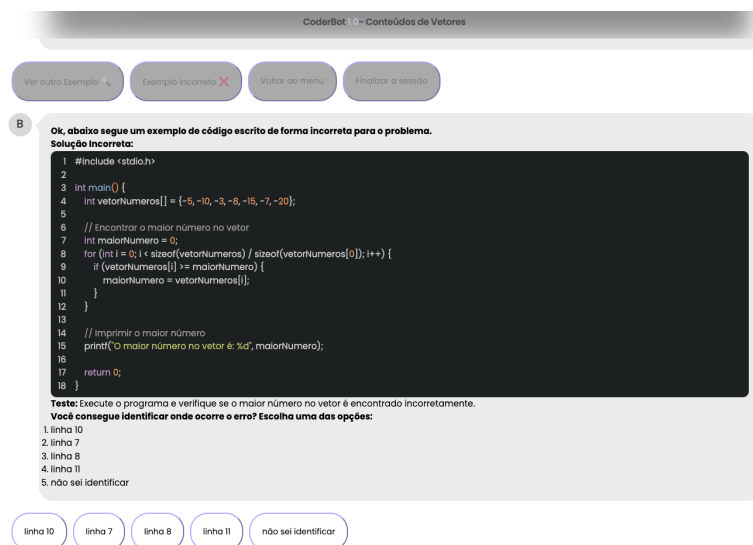 CoderBot 1.0- Conteúdos de Vetores
Ver outro Exemplo 🔍 Exemplo Incorreto ❌ Voltar ao menu Finalizar a sessão
B
Ok, abaixo segue um exemplo de código escrito de forma incorreta para o problema.
Solução Incorreta:
1 #include <stdio.h>
2
3 int main() {
4 int vetorNumeros[] = {-5, -10, -3, -8, -15, -7, -20};
5
6 // Encontrar o maior número no vetor
7 int maiorNumero = 0;
8 for (int i = 0; i < sizeof(vetorNumeros) / sizeof(vetorNumeros[0]); i++) {
9 if (vetorNumeros[i] >= maiorNumero) {
10 maiorNumero = vetorNumeros[i];
11 }
12 }
13
14 // Imprimir o maior número
15 printf("O maior número no vetor é: %d", maiorNumero);
16
17 return 0;
18 }
Teste: Execute o programa e verifique se o maior número no vetor é encontrado incorretamente.
Você consegue identificar onde ocorre o erro? Escolha uma das opções:
1. linha 10
2. linha 7
3. linha 8
4. linha 11
5. não sei identificar
linha 10 linha 7 linha 8 linha 11 não sei identificar